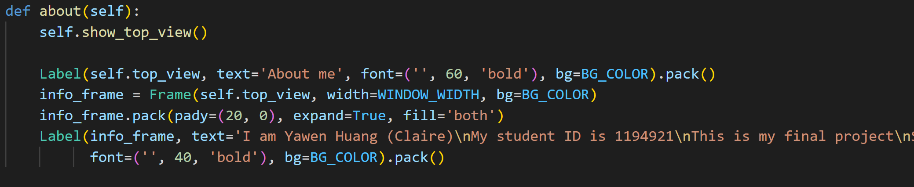 def about(self):
    self.show_top_view()

    Label(self.top_view, text='About me', font=('', 60, 'bold'), bg=BG_COLOR).pack()
    info_frame = Frame(self.top_view, width=WINDOW_WIDTH, bg=BG_COLOR)
    info_frame.pack(pady=(20, 0), expand=True, fill='both')
    Label(info_frame, text='I am Yawen Huang (Claire)\nMy student ID is 1194921\nThis is my final project\n
          font=('', 40, 'bold'), bg=BG_COLOR).pack()